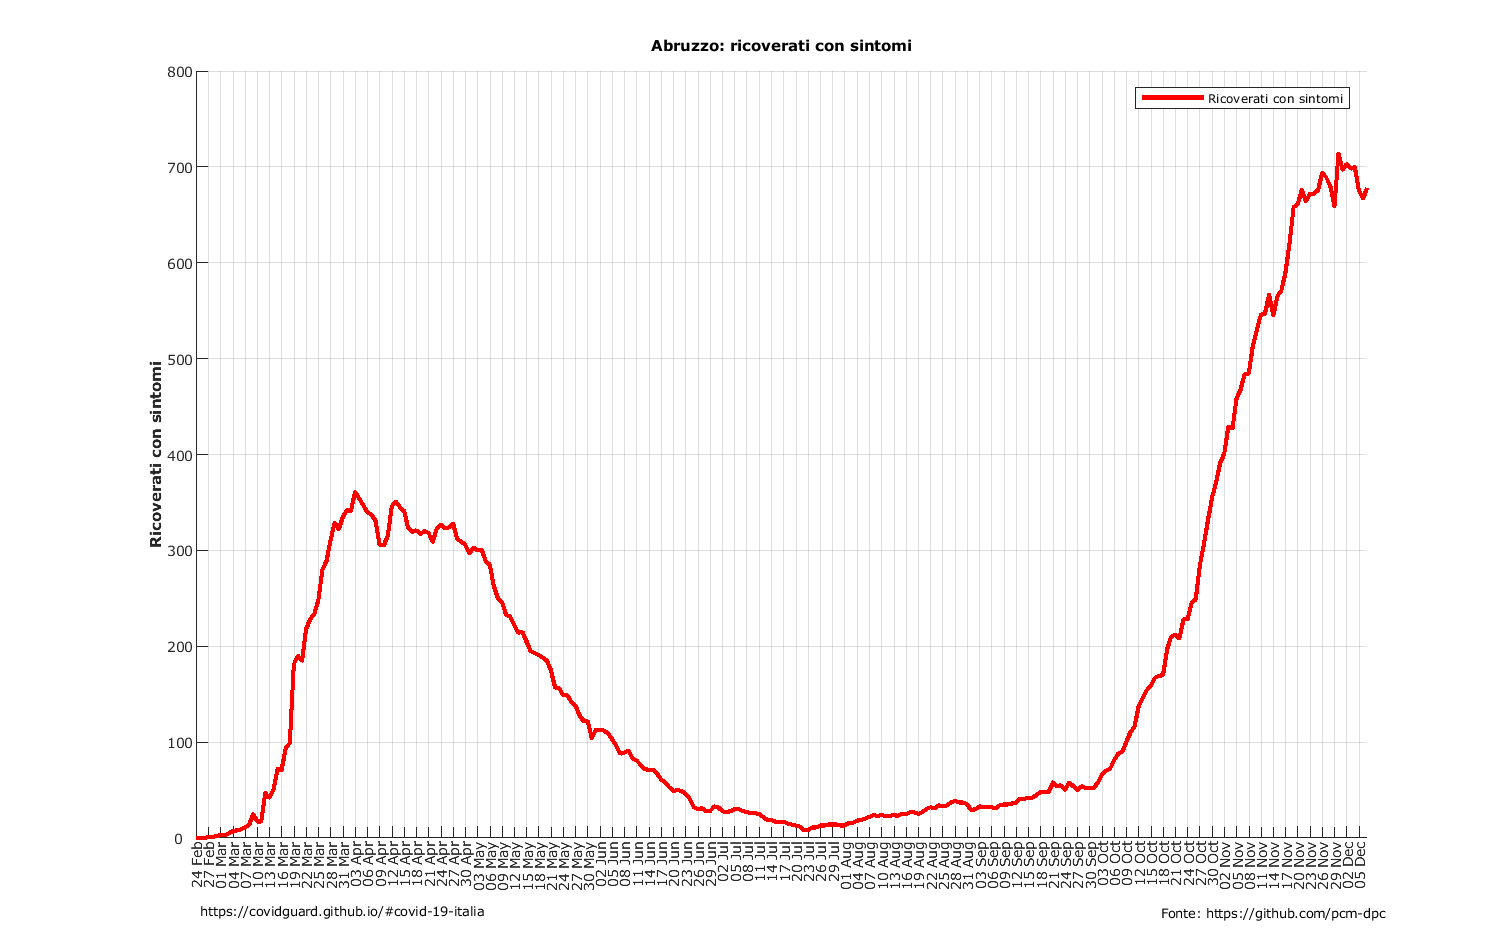 Abruzzo: ricoverati con sintomi
Ricoverati con sintomi
Ricoverati con sintomi
800
700
600
500
400
300
200
100
0
24 Feb
27 Feb
01 Mar
04 Mar
07 Mar
10 Mar
13 Mar
16 Mar
19 Mar
22 Mar
25 Mar
28 Mar
31 Mar
03 Apr
06 Apr
09 Apr
12 Apr
15 Apr
18 Apr
21 Apr
24 Apr
27 Apr
30 Apr
03 May
06 May
09 May
12 May
15 May
18 May
21 May
24 May
27 May
30 May
02 Jun
05 Jun
08 Jun
11 Jun
14 Jun
17 Jun
20 Jun
23 Jun
26 Jun
29 Jun
02 Jul
05 Jul
08 Jul
11 Jul
14 Jul
17 Jul
20 Jul
23 Jul
26 Jul
29 Jul
01 Aug
04 Aug
07 Aug
10 Aug
13 Aug
16 Aug
19 Aug
22 Aug
25 Aug
28 Aug
31 Aug
03 Sep
06 Sep
09 Sep
12 Sep
15 Sep
18 Sep
21 Sep
24 Sep
27 Sep
30 Sep
03 Oct
06 Oct
09 Oct
12 Oct
15 Oct
18 Oct
21 Oct
24 Oct
27 Oct
30 Oct
02 Nov
05 Nov
08 Nov
11 Nov
14 Nov
17 Nov
20 Nov
23 Nov
26 Nov
29 Nov
02 Dec
05 Dec
https://covidguard.github.io/#covid-19-italia
Fonte: https://github.com/pcm-dpc